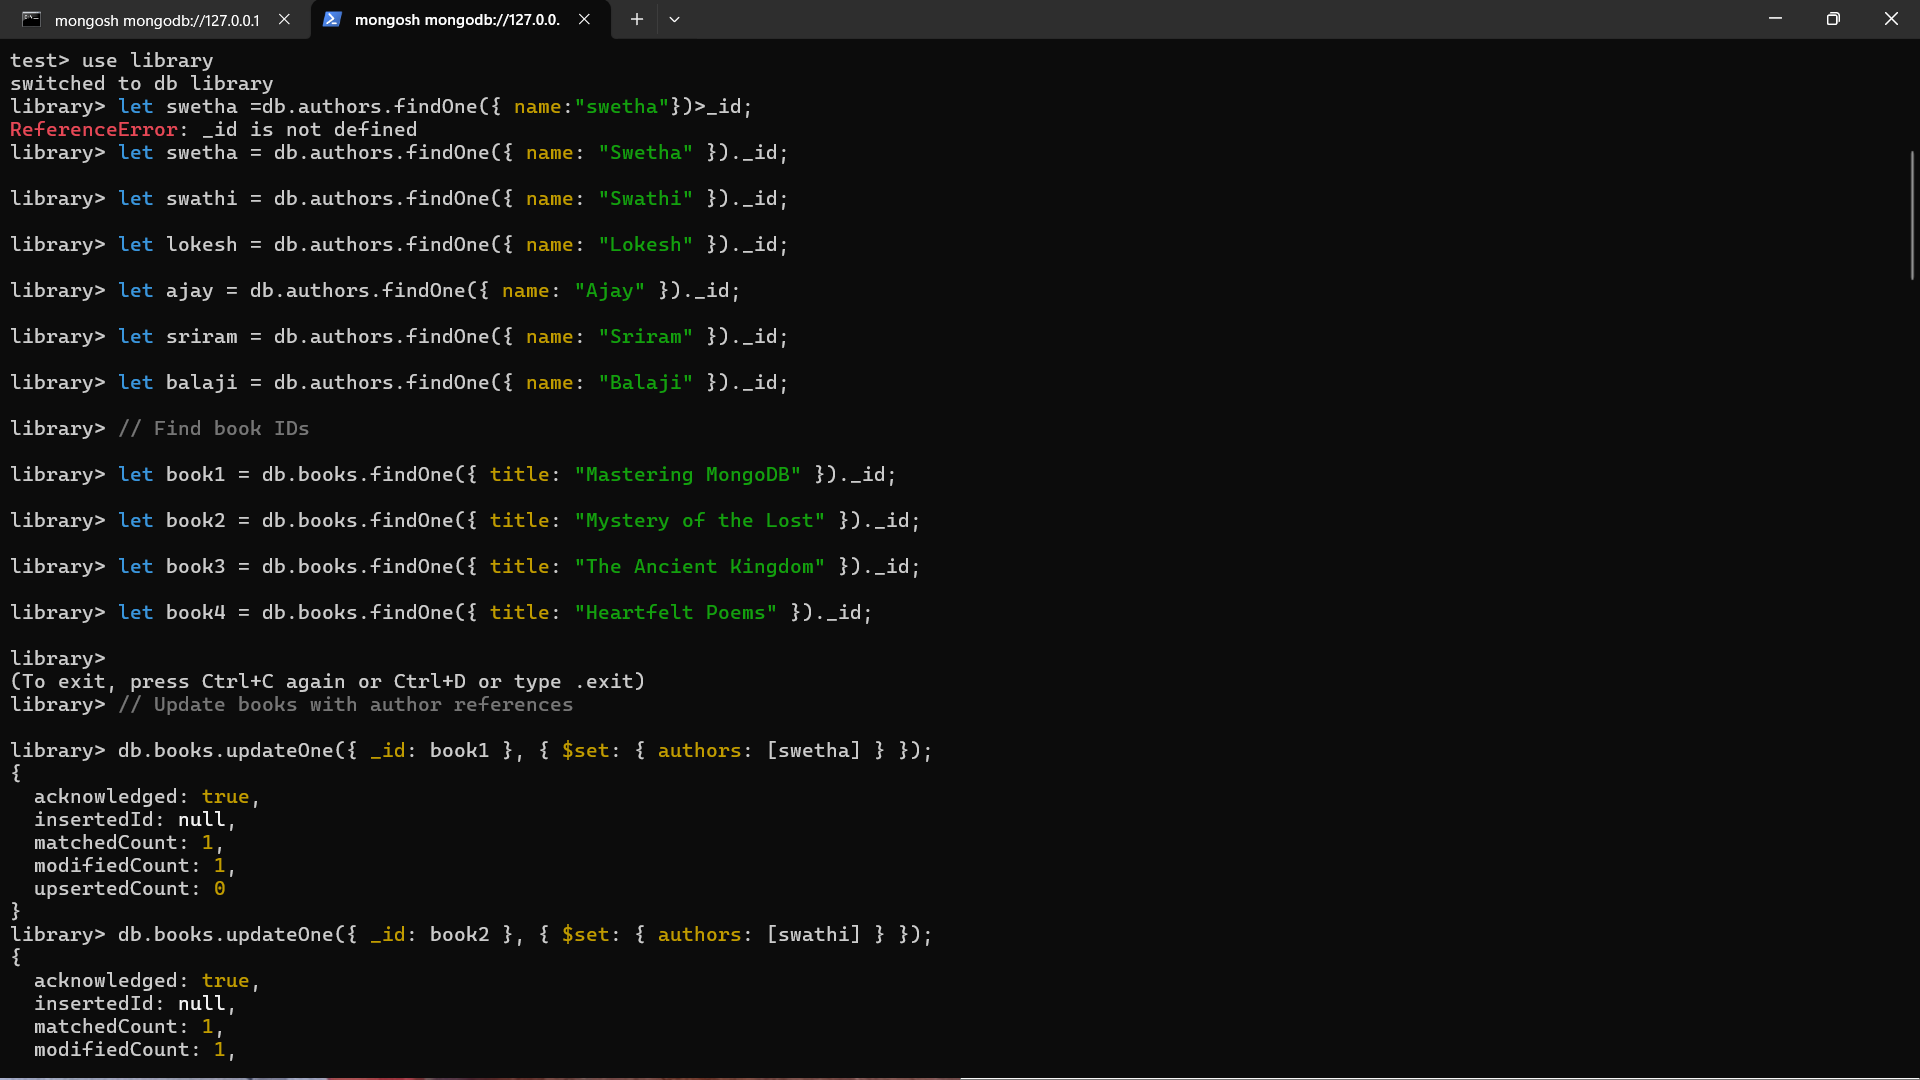 mongosh mongodb://127.0.0.1
mongosh mongodb://127.0.0.
test> use library
switched to db library
library> let swetha =db.authors.findOne({ name:"swetha"})>_id;
ReferenceError: _id is not defined
library> let swetha = db.authors.findOne({ name: "Swetha" })._id;
library> let swathi = db.authors.findOne({ name: "Swathi" })._id;
library> let lokesh = db.authors.findOne({ name: "Lokesh" })._id;
library> let ajay = db.authors.findOne({ name: "Ajay" })._id;
library> let sriram = db.authors.findOne({ name: "Sriram" })._id;
library> let balaji = db.authors.findOne({ name: "Balaji" })._id;
library> // Find book IDs
library> let book1 = db.books.findOne({ title: "Mastering MongoDB" })._id;
library> let book2 = db.books.findOne({ title: "Mystery of the Lost" })._id;
library> let book3 = db.books.findOne({ title: "The Ancient Kingdom" })._id;
library> let book4 = db.books.findOne({ title: "Heartfelt Poems" })._id;
library>
(To exit, press Ctrl+C again or Ctrl+D or type .exit)
library> // Update books with author references
library> db.books.updateOne({ _id: book1 }, { $set: { authors: [swetha] } });
{
  acknowledged: true,
  insertedId: null,
  matchedCount: 1,
  modifiedCount: 1,
  upsertedCount: 0
}
library> db.books.updateOne({ _id: book2 }, { $set: { authors: [swathi] } });
{
  acknowledged: true,
  insertedId: null,
  matchedCount: 1,
  modifiedCount: 1,